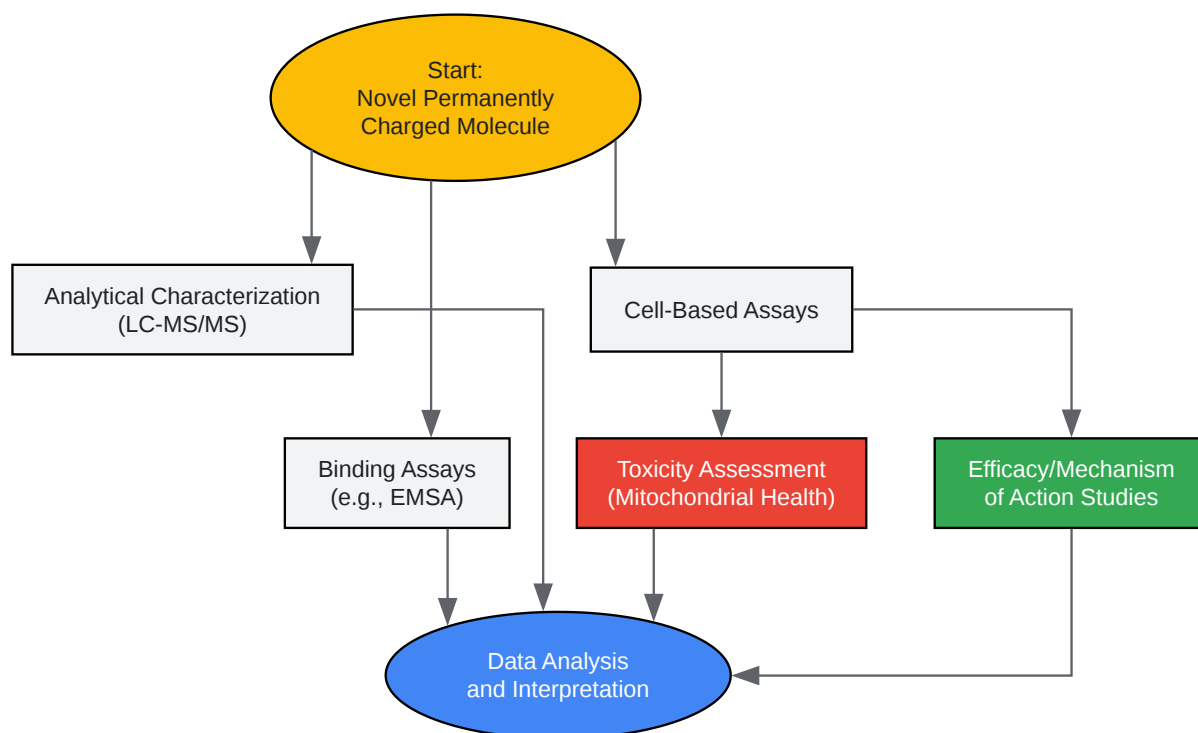 Start:
Novel Permanently
Charged Molecule
Analytical Characterization
(LC-MS/MS)
Cell-Based Assays
Binding Assays
(e.g., EMSA)
Toxicity Assessment
(Mitochondrial Health)
Efficacy/Mechanism
of Action Studies
Data Analysis
and Interpretation